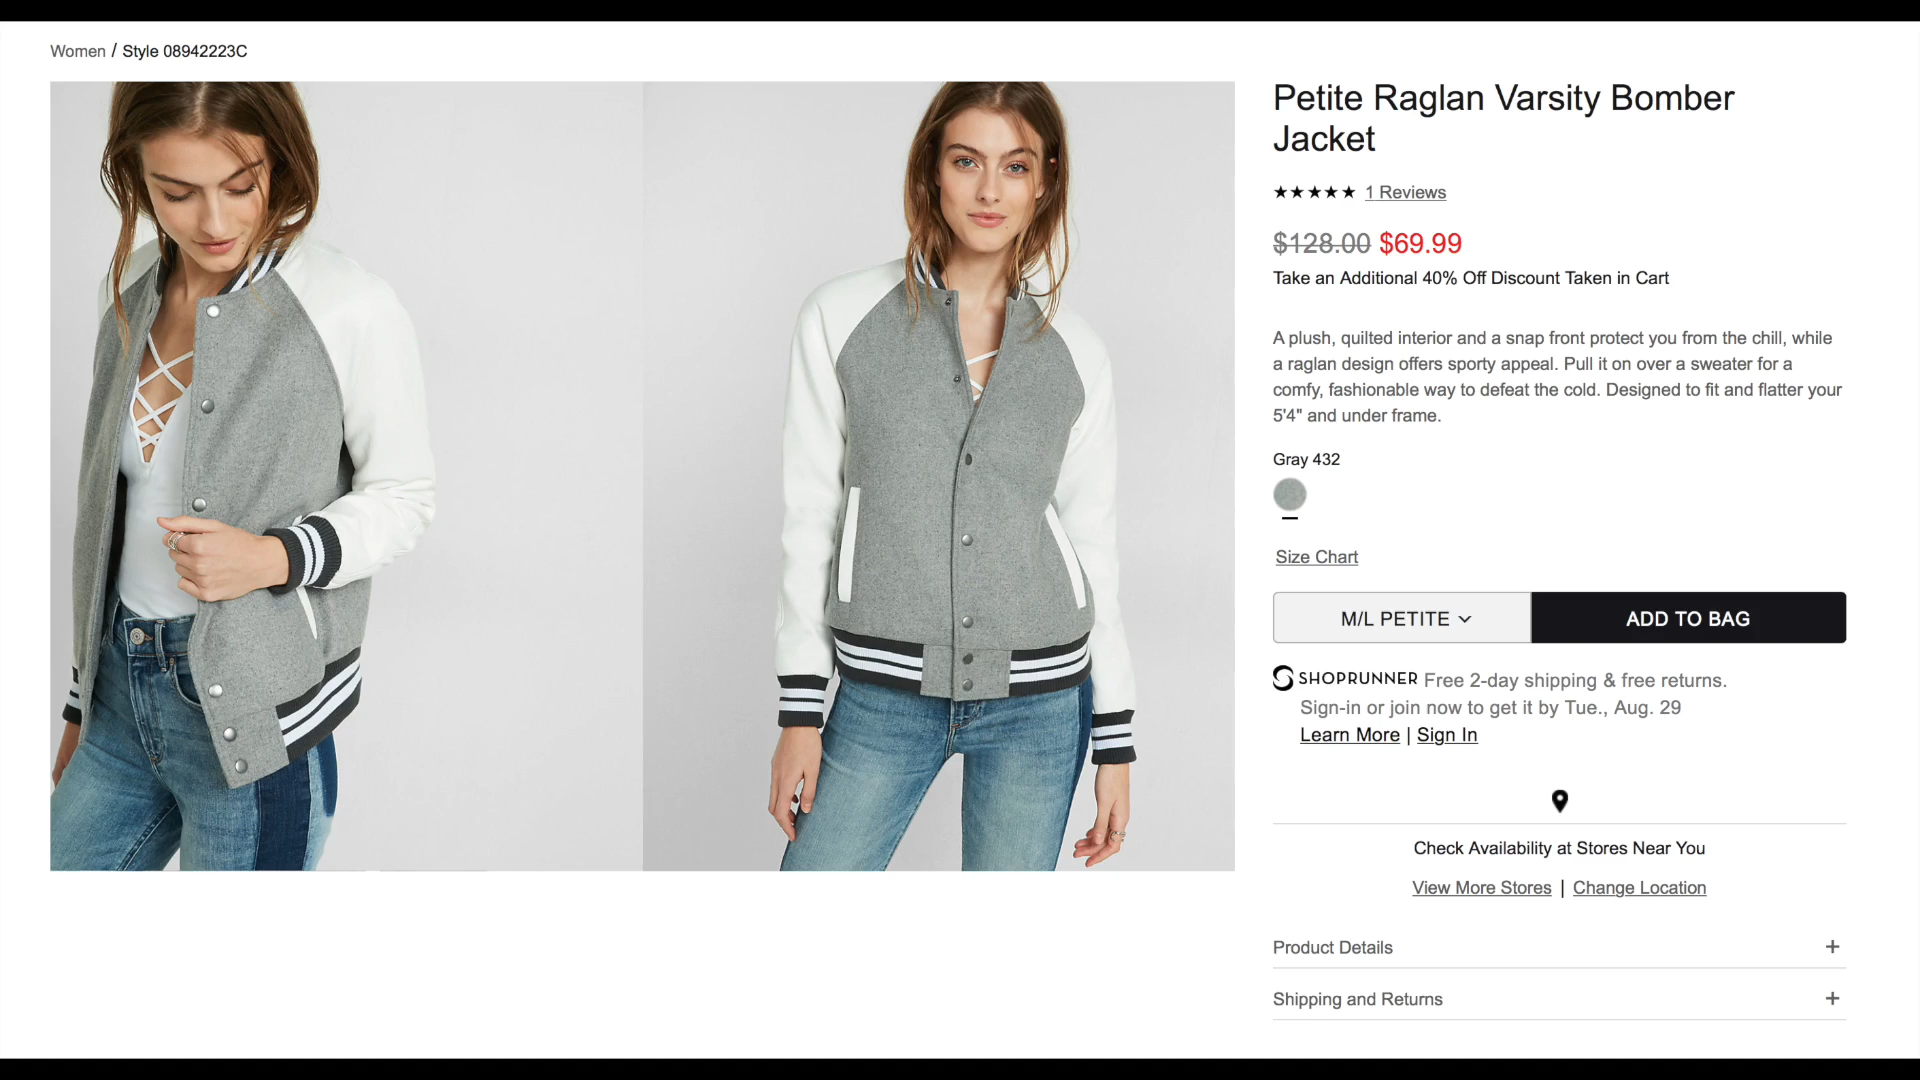 Women / Style 08942223C
Petite Raglan Varsity Bomber
Jacket
★★★★★ 1 Reviews
$128.00 $69.99
Take an Additional 40% Off Discount Taken in Cart
A plush, quilted interior and a snap front protect you from the chill, while
a raglan design offers sporty appeal. Pull it on over a sweater for a
comfy, fashionable way to defeat the cold. Designed to fit and flatter your
5'4" and under frame.
Gray 432
Size Chart
M/L PETITE
ADD TO BAG
SHOPRUNNER Free 2-day shipping & free returns.
Sign-in or join now to get it by Tue., Aug. 29
Learn More | Sign In
Check Availability at Stores Near You
View More Stores | Change Location
Product Details +
Shipping and Returns +